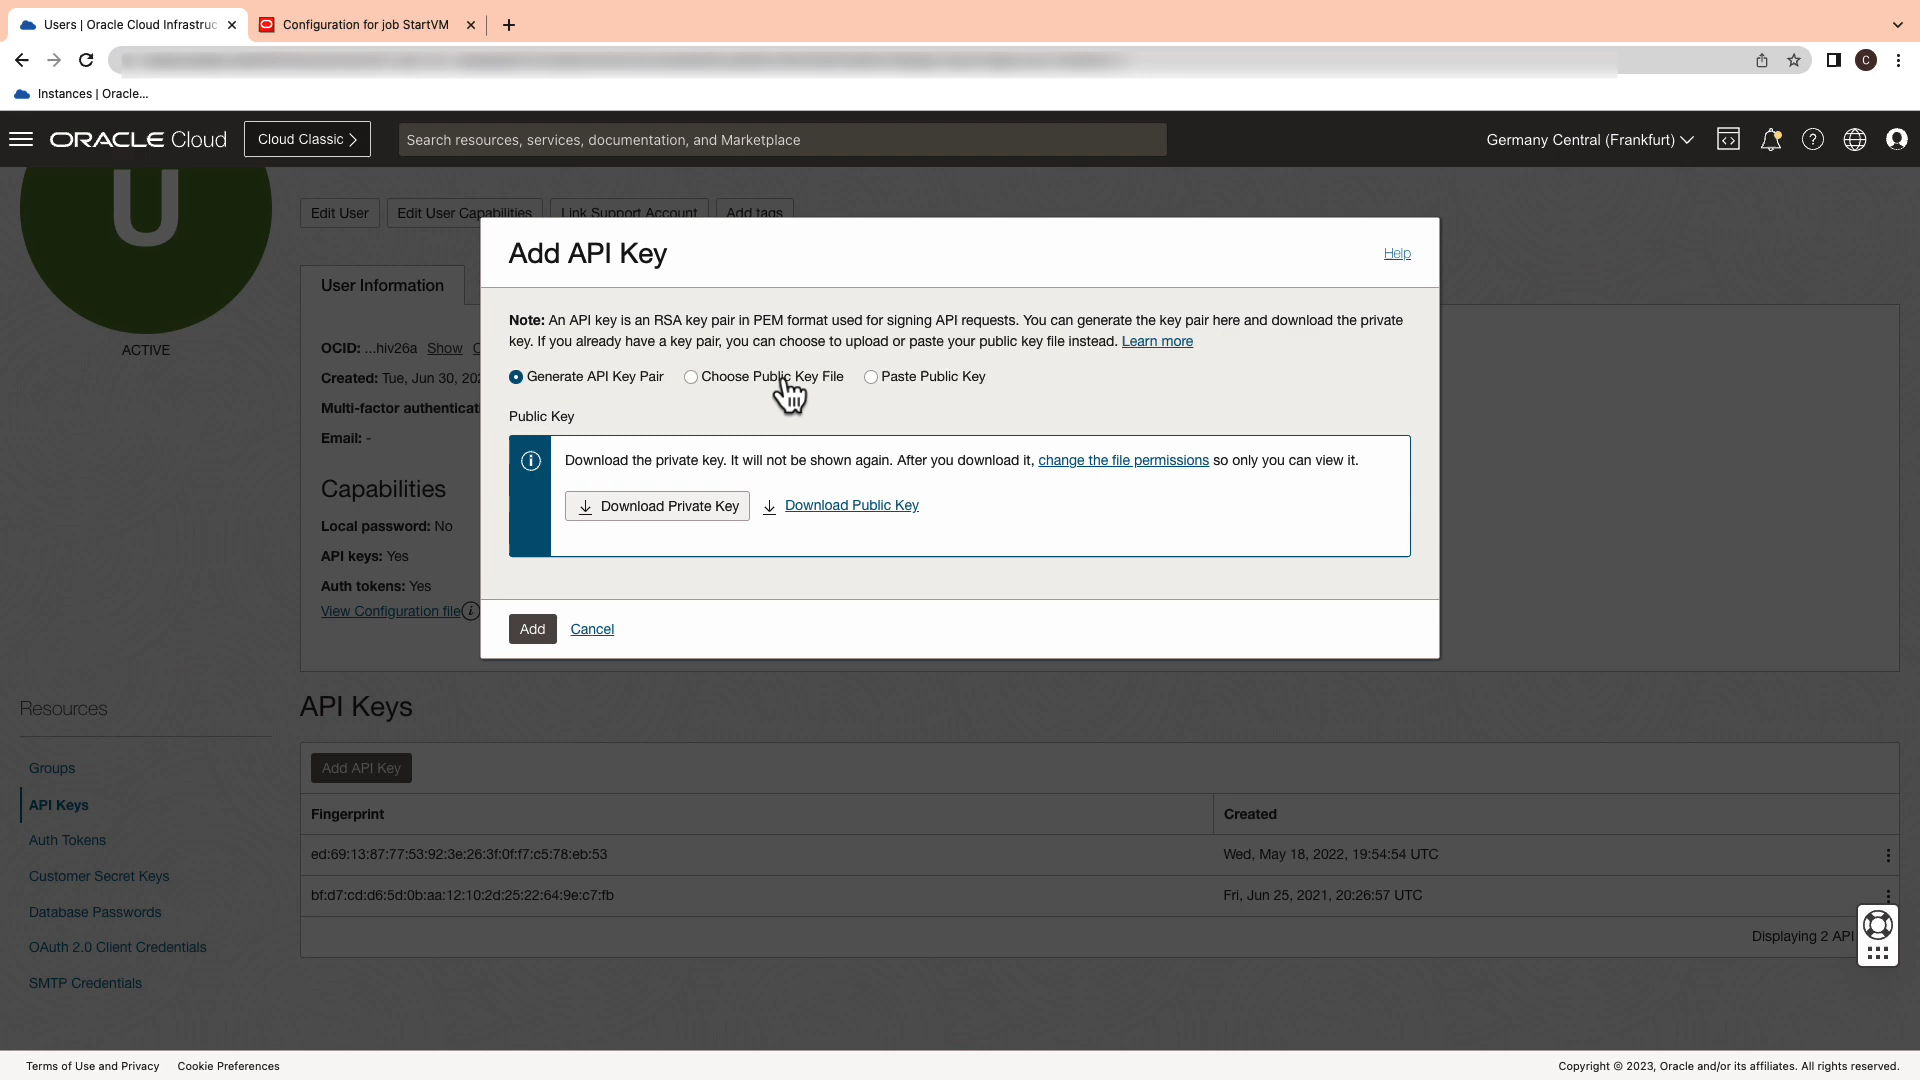 Users | Oracle Cloud Infrastruc
Configuration for job StartVM
C
Instances | Oracle...
ORACLE Cloud
Cloud Classic
Search resources, services, documentation, and Marketplace
Germany Central (Frankfurt)
U
ACTIVE
Edit User
Edit User Capabilities
Link Support Account
Add tags
User Information
OCID: ...hiv26a Show C
Created: Tue, Jun 30, 202
Multi-factor authenticat
Email: -
Capabilities
Local password: No
API keys: Yes
Auth tokens: Yes
View Configuration file
Add API Key
Help
Note: An API key is an RSA key pair in PEM format used for signing API requests. You can generate the key pair here and download the private
key. If you already have a key pair, you can choose to upload or paste your public key file instead. Learn more
Generate API Key Pair
Choose Public Key File
Paste Public Key
Public Key
Download the private key. It will not be shown again. After you download it, change the file permissions so only you can view it.
Download Private Key
Download Public Key
Add
Cancel
Resources
Groups
API Keys
Auth Tokens
Customer Secret Keys
Database Passwords
OAuth 2.0 Client Credentials
SMTP Credentials
API Keys
Add API Key
Fingerprint
Created
ed:69:13:87:77:53:92:3e:26:3f:0f:f7:c5:78:eb:53
Wed, May 18, 2022, 19:54:54 UTC
bf:d7:cd:d6:5d:0b:aa:12:10:2d:25:22:64:9e:c7:fb
Fri, Jun 25, 2021, 20:26:57 UTC
Displaying 2 API
Terms of Use and Privacy
Cookie Preferences
Copyright © 2023, Oracle and/or its affiliates. All rights reserved.